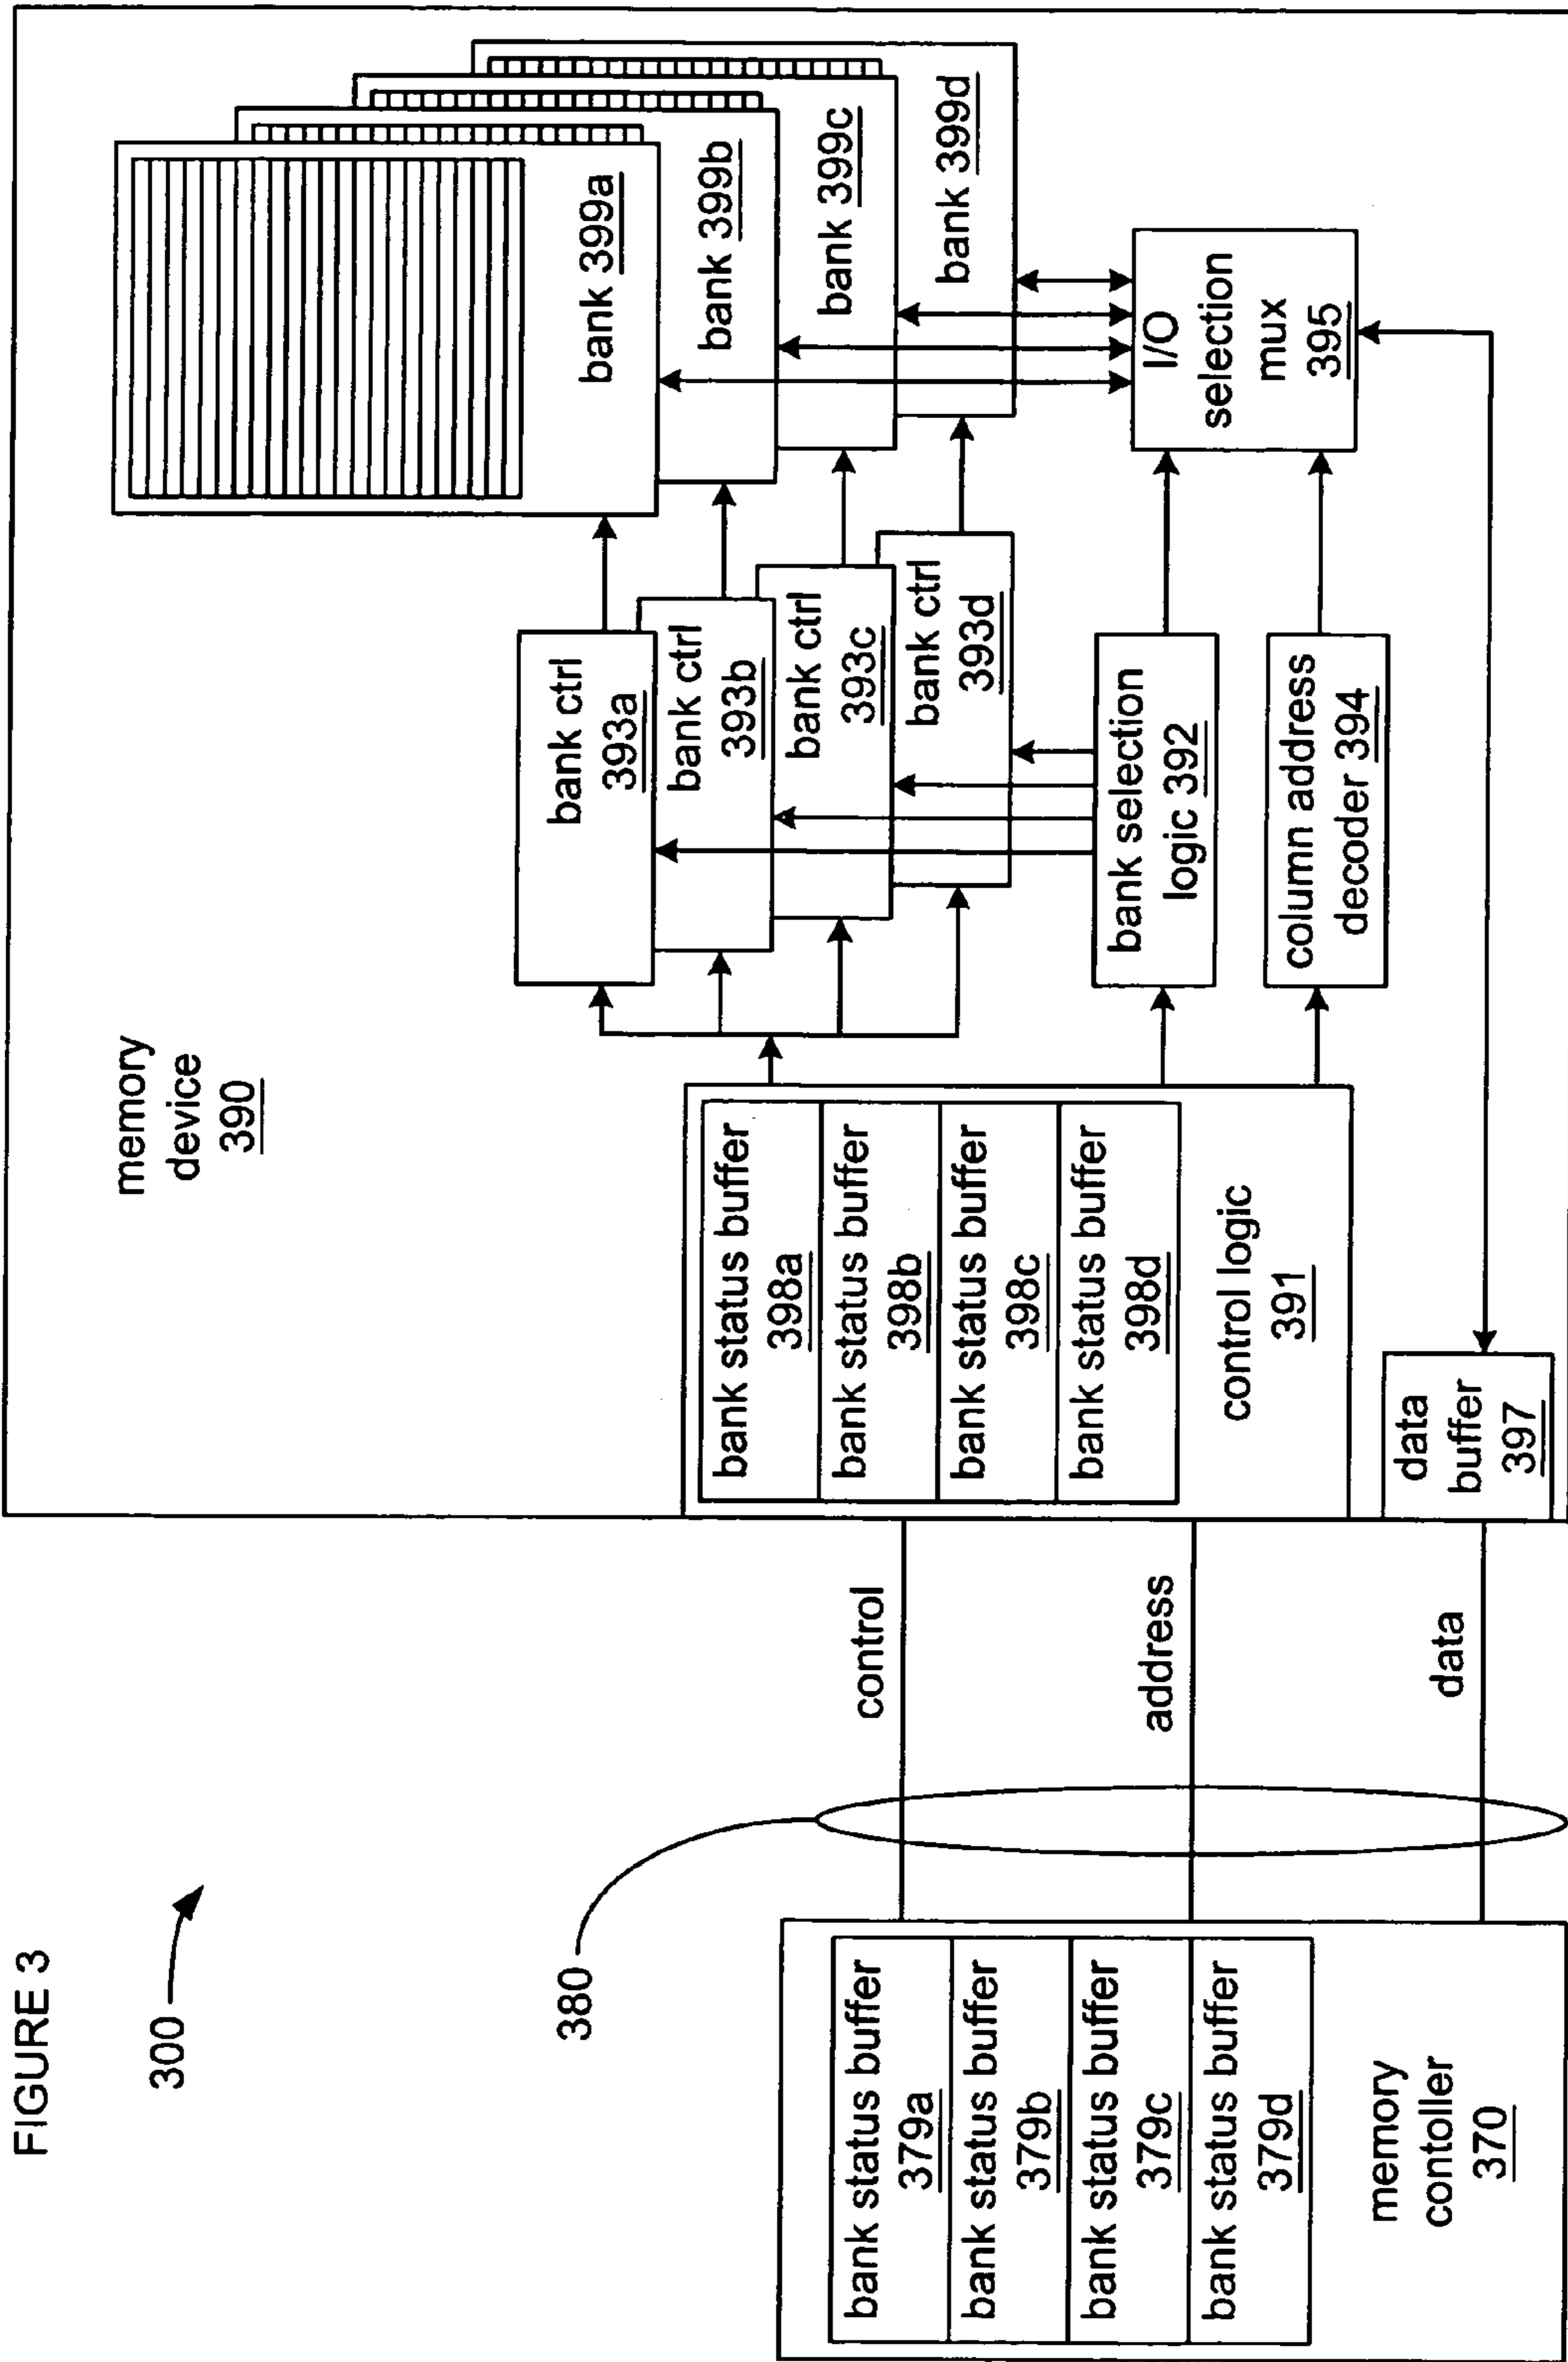 FIGURE 3
300
380
memory
device
390
bank status buffer
379a
bank status buffer
379b
bank status buffer
379c
bank status buffer
379d
memory
contoller
370
control
address
data
bank status buffer
398a
bank status buffer
398b
bank status buffer
398c
bank status buffer
398d
control logic
391
data
buffer
397
bank ctrl
393a
bank ctrl
393b
bank ctrl
393c
bank ctrl
393d
bank selection
logic 392
column address
decoder 394
bank 399a
bank 399b
bank 399c
bank 399d
I/O
selection
mux
395